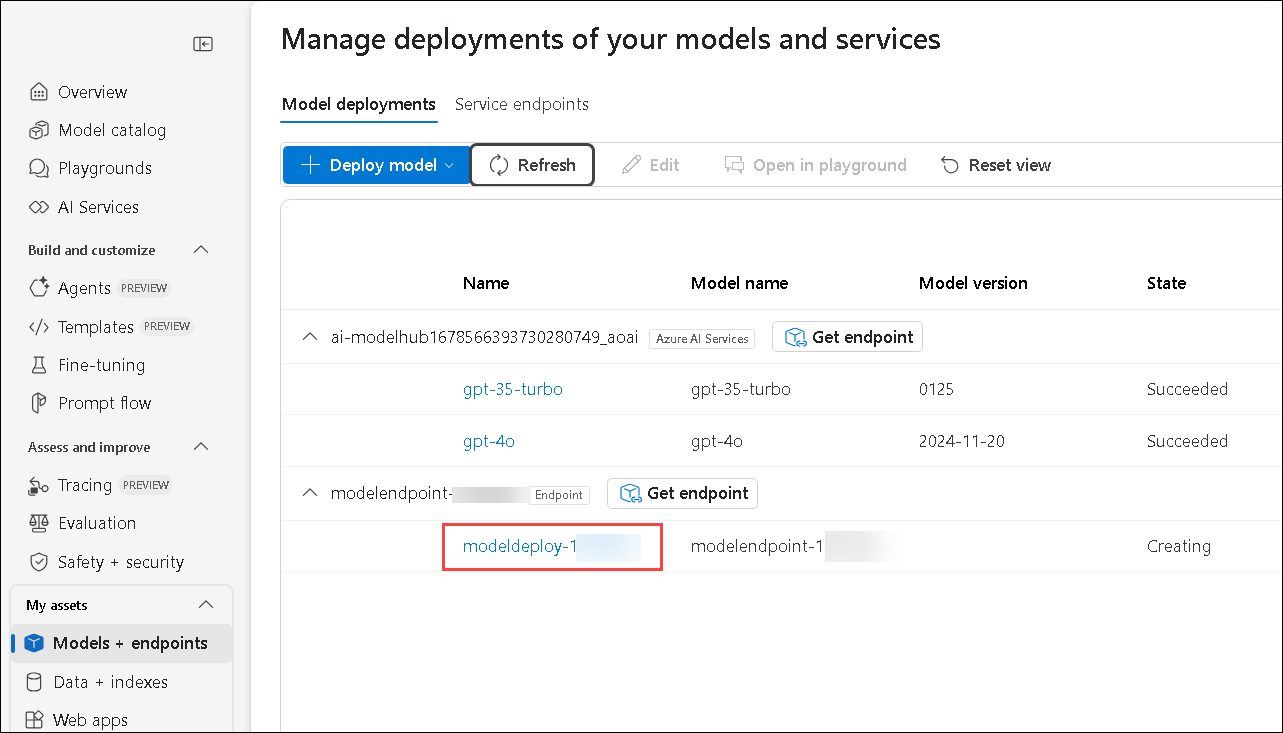 Manage deployments of your models and services
Overview
Model catalog
Playgrounds
AI Services
Build and customize
Agents PREVIEW
Templates PREVIEW
Fine-tuning
Prompt flow
Assess and improve
Tracing PREVIEW
Evaluation
Safety + security
My assets
Models + endpoints
Data + indexes
Web apps
Model deployments Service endpoints
Deploy model Refresh Edit Open in playground Reset view
Name Model name Model version State
ai-modelhub1678566393730280749_aoai Azure AI Services Get endpoint
gpt-35-turbo gpt-35-turbo 0125 Succeeded
gpt-4o gpt-4o 2024-11-20 Succeeded
modelendpoint- Endpoint Get endpoint
modeldeploy-1 modelendpoint-1 Creating